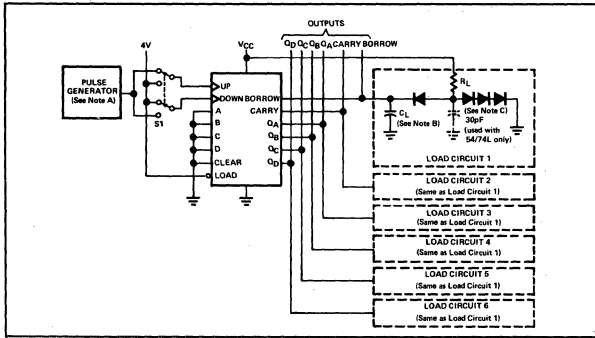 OUTPUTS
4V
VCC
QD QC QB QA CARRY BORROW
PULSE
GENERATOR
(See Note A)
S1
UP
DOWN BORROW
A CARRY
B QA
C QB
D QC
CLEAR QD
LOAD
RL
CL
(See Note B)
(See Note C)
30pF
(used with
54/74L only)
LOAD CIRCUIT 1
LOAD CIRCUIT 2
(Same as Load Circuit 1)
LOAD CIRCUIT 3
(Same as Load Circuit 1)
LOAD CIRCUIT 4
(Same as Load Circuit 1)
LOAD CIRCUIT 5
(Same as Load Circuit 1)
LOAD CIRCUIT 6
(Same as Load Circuit 1)